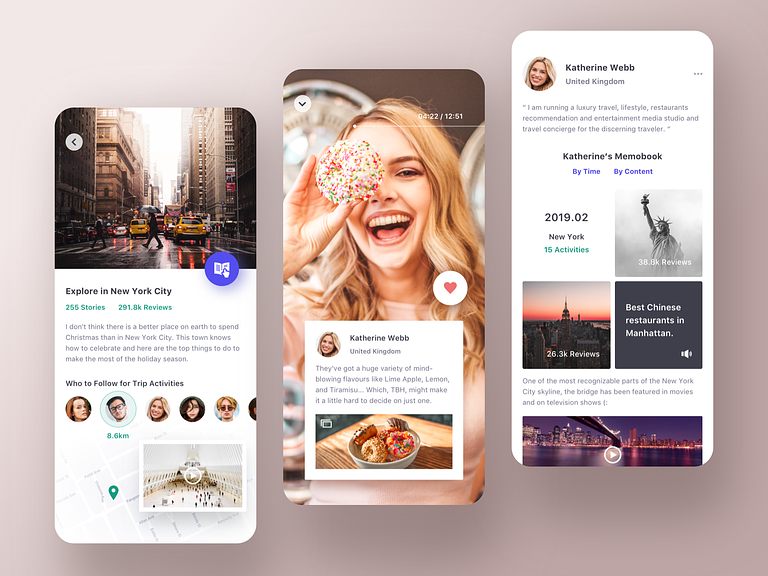 Explore in New York City
255 Stories 291.8k Reviews
I don't think there is a better place on earth to spend
Christmas than in New York City. This town knows
how to celebrate and here are the top things to do to
make the most of the holiday season.
Who to Follow for Trip Activities
8.6km
04:22 / 12:51
Katherine Webb
United Kingdom
They've got a huge variety of mind-
blowing flavours like Lime Apple, Lemon,
and Tiramisu... Which, TBH, might make
it a little hard to decide on just one.
Katherine Webb
United Kingdom
“ I am running a luxury travel, lifestyle, restaurants
recommendation and entertainment media studio and
travel concierge for the discerning traveler. ”
Katherine's Memobook
By Time By Content
2019.02
New York
15 Activities
38.8k Reviews
26.3k Reviews
Best Chinese
restaurants in
Manhattan.
One of the most recognizable parts of the New York
City skyline, the bridge has been featured in movies
and on television shows (: